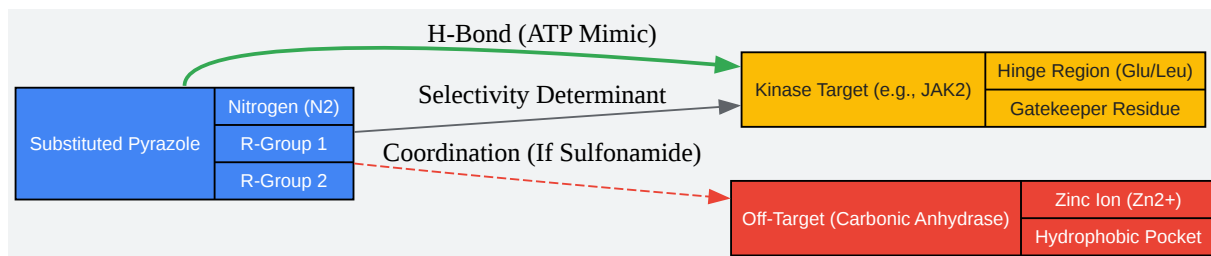 H-Bond (ATP Mimic)
Selectivity Determinant
Coordination (If Sulfonamide)
Substituted Pyrazole
Nitrogen (N2)
R-Group 1
R-Group 2
Kinase Target (e.g., JAK2)
Hinge Region (Glu/Leu)
Gatekeeper Residue
Off-Target (Carbonic Anhydrase)
Zinc Ion (Zn2+)
Hydrophobic Pocket